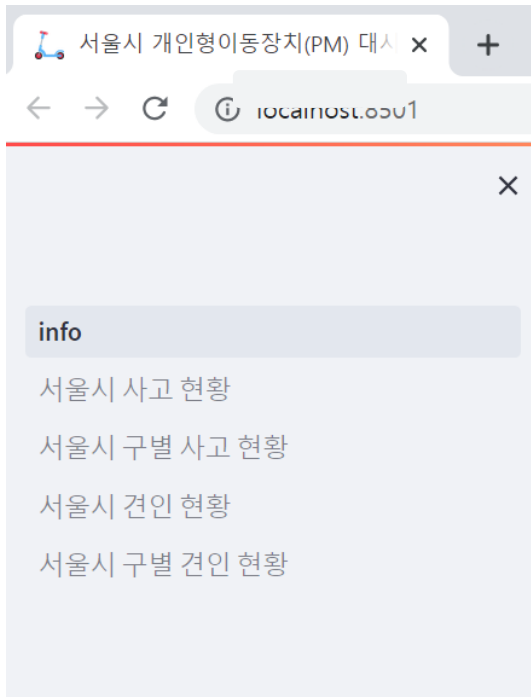 서울시 개인형이동장치(PM) 대시
localhost:8501
info
서울시 사고 현황
서울시 구별 사고 현황
서울시 견인 현황
서울시 구별 견인 현황